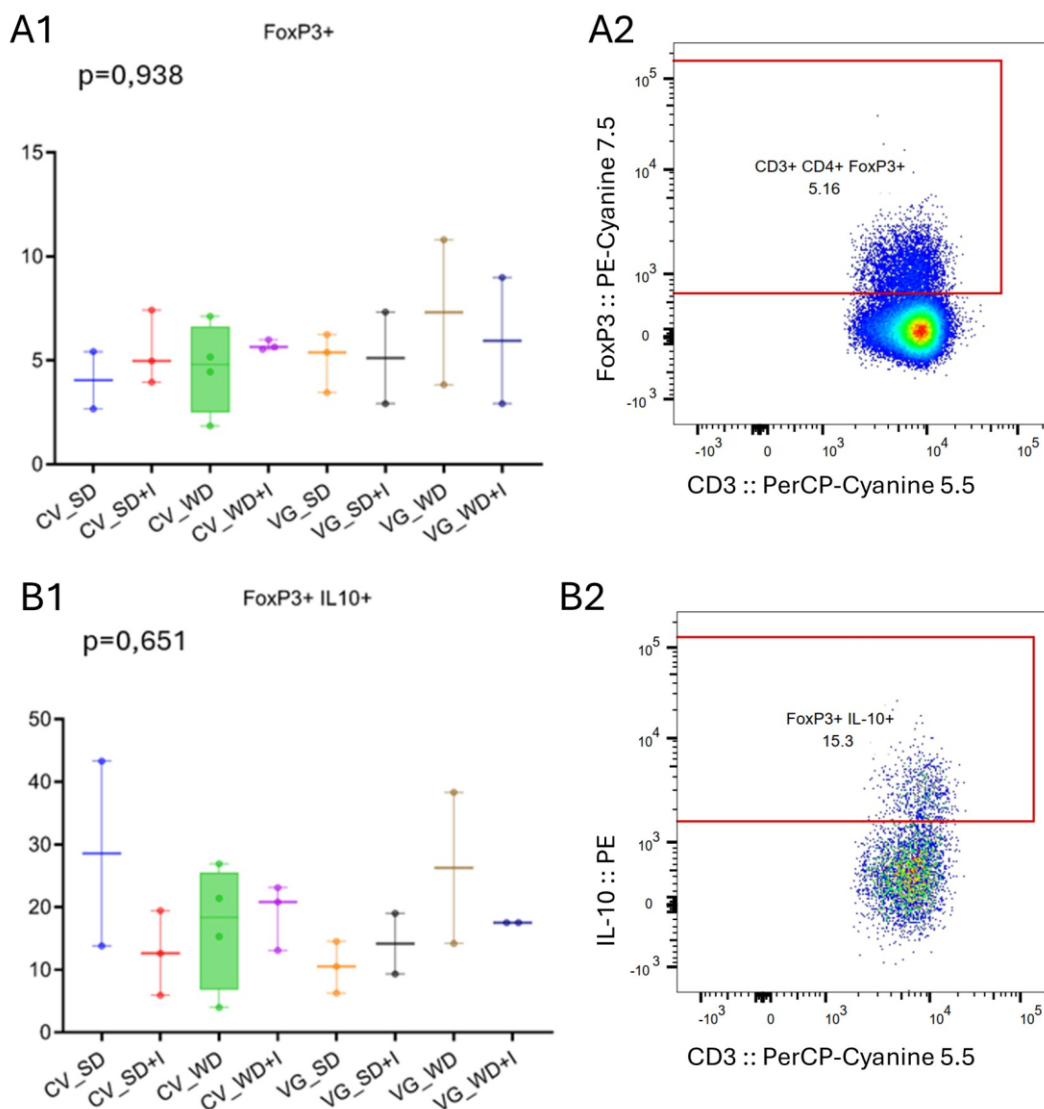 A1
FoxP3+
p=0,938
15
10
5
0
CV_SD
CV_SD+I
CV_WD
CV_WD+I
VG_SD
VG_SD+I
VG_WD
VG_WD+I
A2
FoxP3 :: PE-Cyanine 7.5
10^5
10^4
10^3
0
-10^3
CD3+ CD4+ FoxP3+
5.16
-10^3 0 10^3 10^4 10^5
CD3 :: PerCP-Cyanine 5.5
B1
FoxP3+ IL10+
p=0,651
50
40
30
20
10
0
CV_SD
CV_SD+I
CV_WD
CV_WD+I
VG_SD
VG_SD+I
VG_WD
VG_WD+I
B2
IL-10 :: PE
10^5
10^4
10^3
0
-10^3
FoxP3+ IL-10+
15.3
-10^3 0 10^3 10^4 10^5
CD3 :: PerCP-Cyanine 5.5